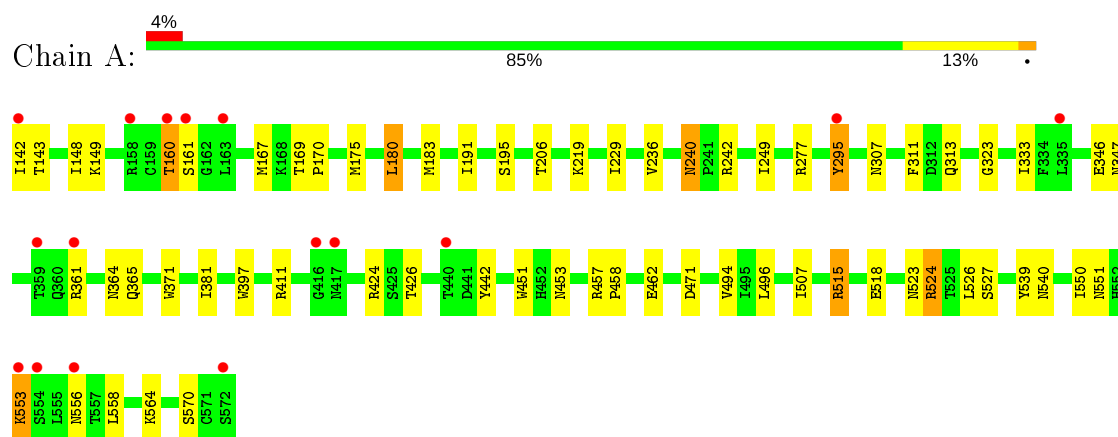 4%
Chain A:
85%
13%
•
I142 T143 I148 K149 R158 C159 T160 S161 G162 L163 M167 K168 T169 P170 M175 L180 M183 I191 S195 T206 K219 I229 V236 N240 P241 R242 I249 R277 Y295 N307 F311 D312 Q313 G323 I333 F334 L335 E346 N347
T359 Q360 R361 N364 Q365 W371 I381 W397 R411 G416 N417 R424 S425 T426 T440 D441 Y442 W451 H452 N453 R457 P458 E462 D471 V494 I495 L496 I507 R515 E518 N523 R524 T525 L526 S527 Y539 N540 I550 N551 H552
K553 S554 L555 N556 T557 L558 K564 S570 C571 S572